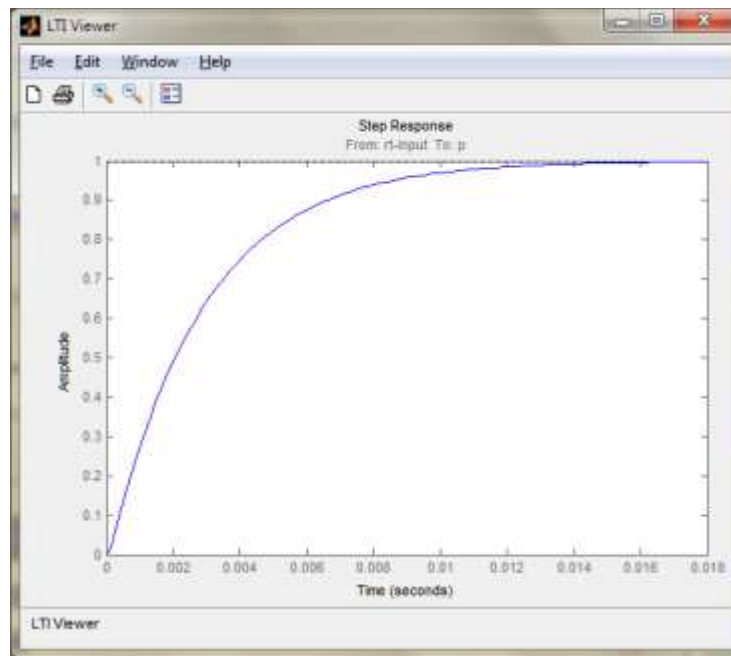 LTI Viewer
File Edit Window Help
Step Response
From: rt-input To: p
Amplitude
1
0.9
0.8
0.7
0.6
0.5
0.4
0.3
0.2
0.1
0
0 0.002 0.004 0.006 0.008 0.01 0.012 0.014 0.016 0.018
Time (seconds)
LTI Viewer